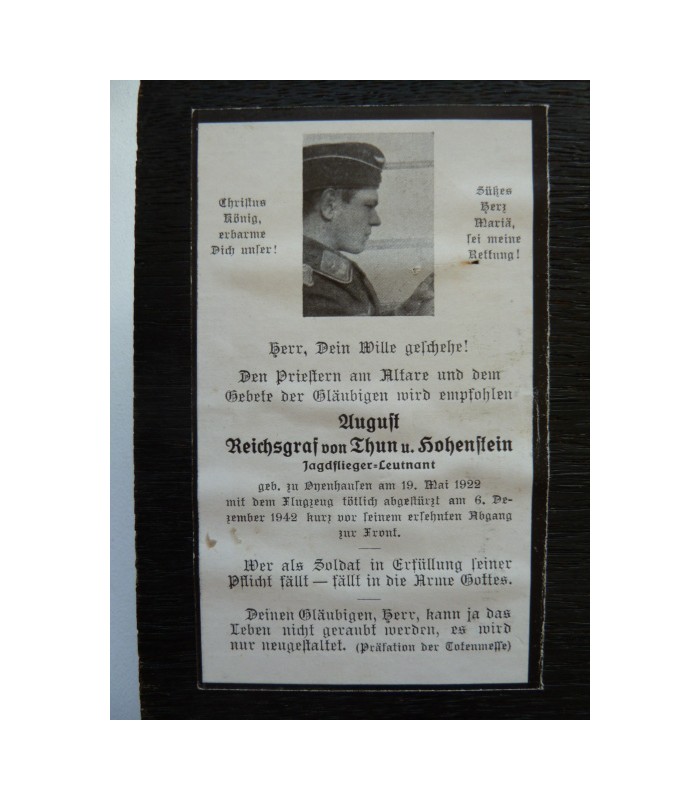 Christus
König,
erbarme
Dich unser!
Süßes
Herz
Mariä,
sei meine
Rettung!
Herr, Dein Wille geschehe!
Den Priestern am Altare und dem
Gebete der Gläubigen wird empfohlen
August
Reichsgraf von Thun u. Hohenstein
Jagdflieger-Leutnant
geb. zu Oyenhausen am 19. Mai 1922
mit dem Flugzeug tötlich abgestürzt am 6. De-
zember 1942 kurz vor seinem ersehnten Abgang
zur Front.
Wer als Soldat in Erfüllung seiner
Pflicht fällt — fällt in die Arme Gottes.
Deinen Gläubigen, Herr, kann ja das
Leben nicht geraubt werden, es wird
nur neugestaltet. (Präfation der Totenmesse)